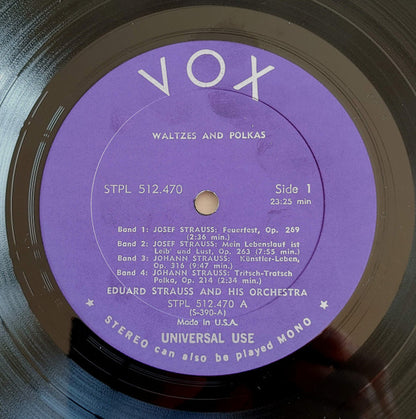 VOX
WALTZES AND POLKAS
STPL 512.470
Side 1
23:25 min
Band 1: JOSEF STRAUSS: Feuerfest, Op. 269
(2:36 min.)
Band 2: JOSEF STRAUSS: Mein Lebenslauf ist
Leib' und Lust, Op. 263 (7:55 min.)
Band 3: JOHANN STRAUSS: Künstler-Leben,
Op. 316 (9:47 min.)
Band 4: JOHANN STRAUSS: Tritsch-Tratsch
Polka, Op. 214 (2:34 min.)
EDUARD STRAUSS AND HIS ORCHESTRA
STPL 512.470 A
(S-390-A)
Made in U.S.A.
UNIVERSAL USE
★ STEREO can also be played MONO ★